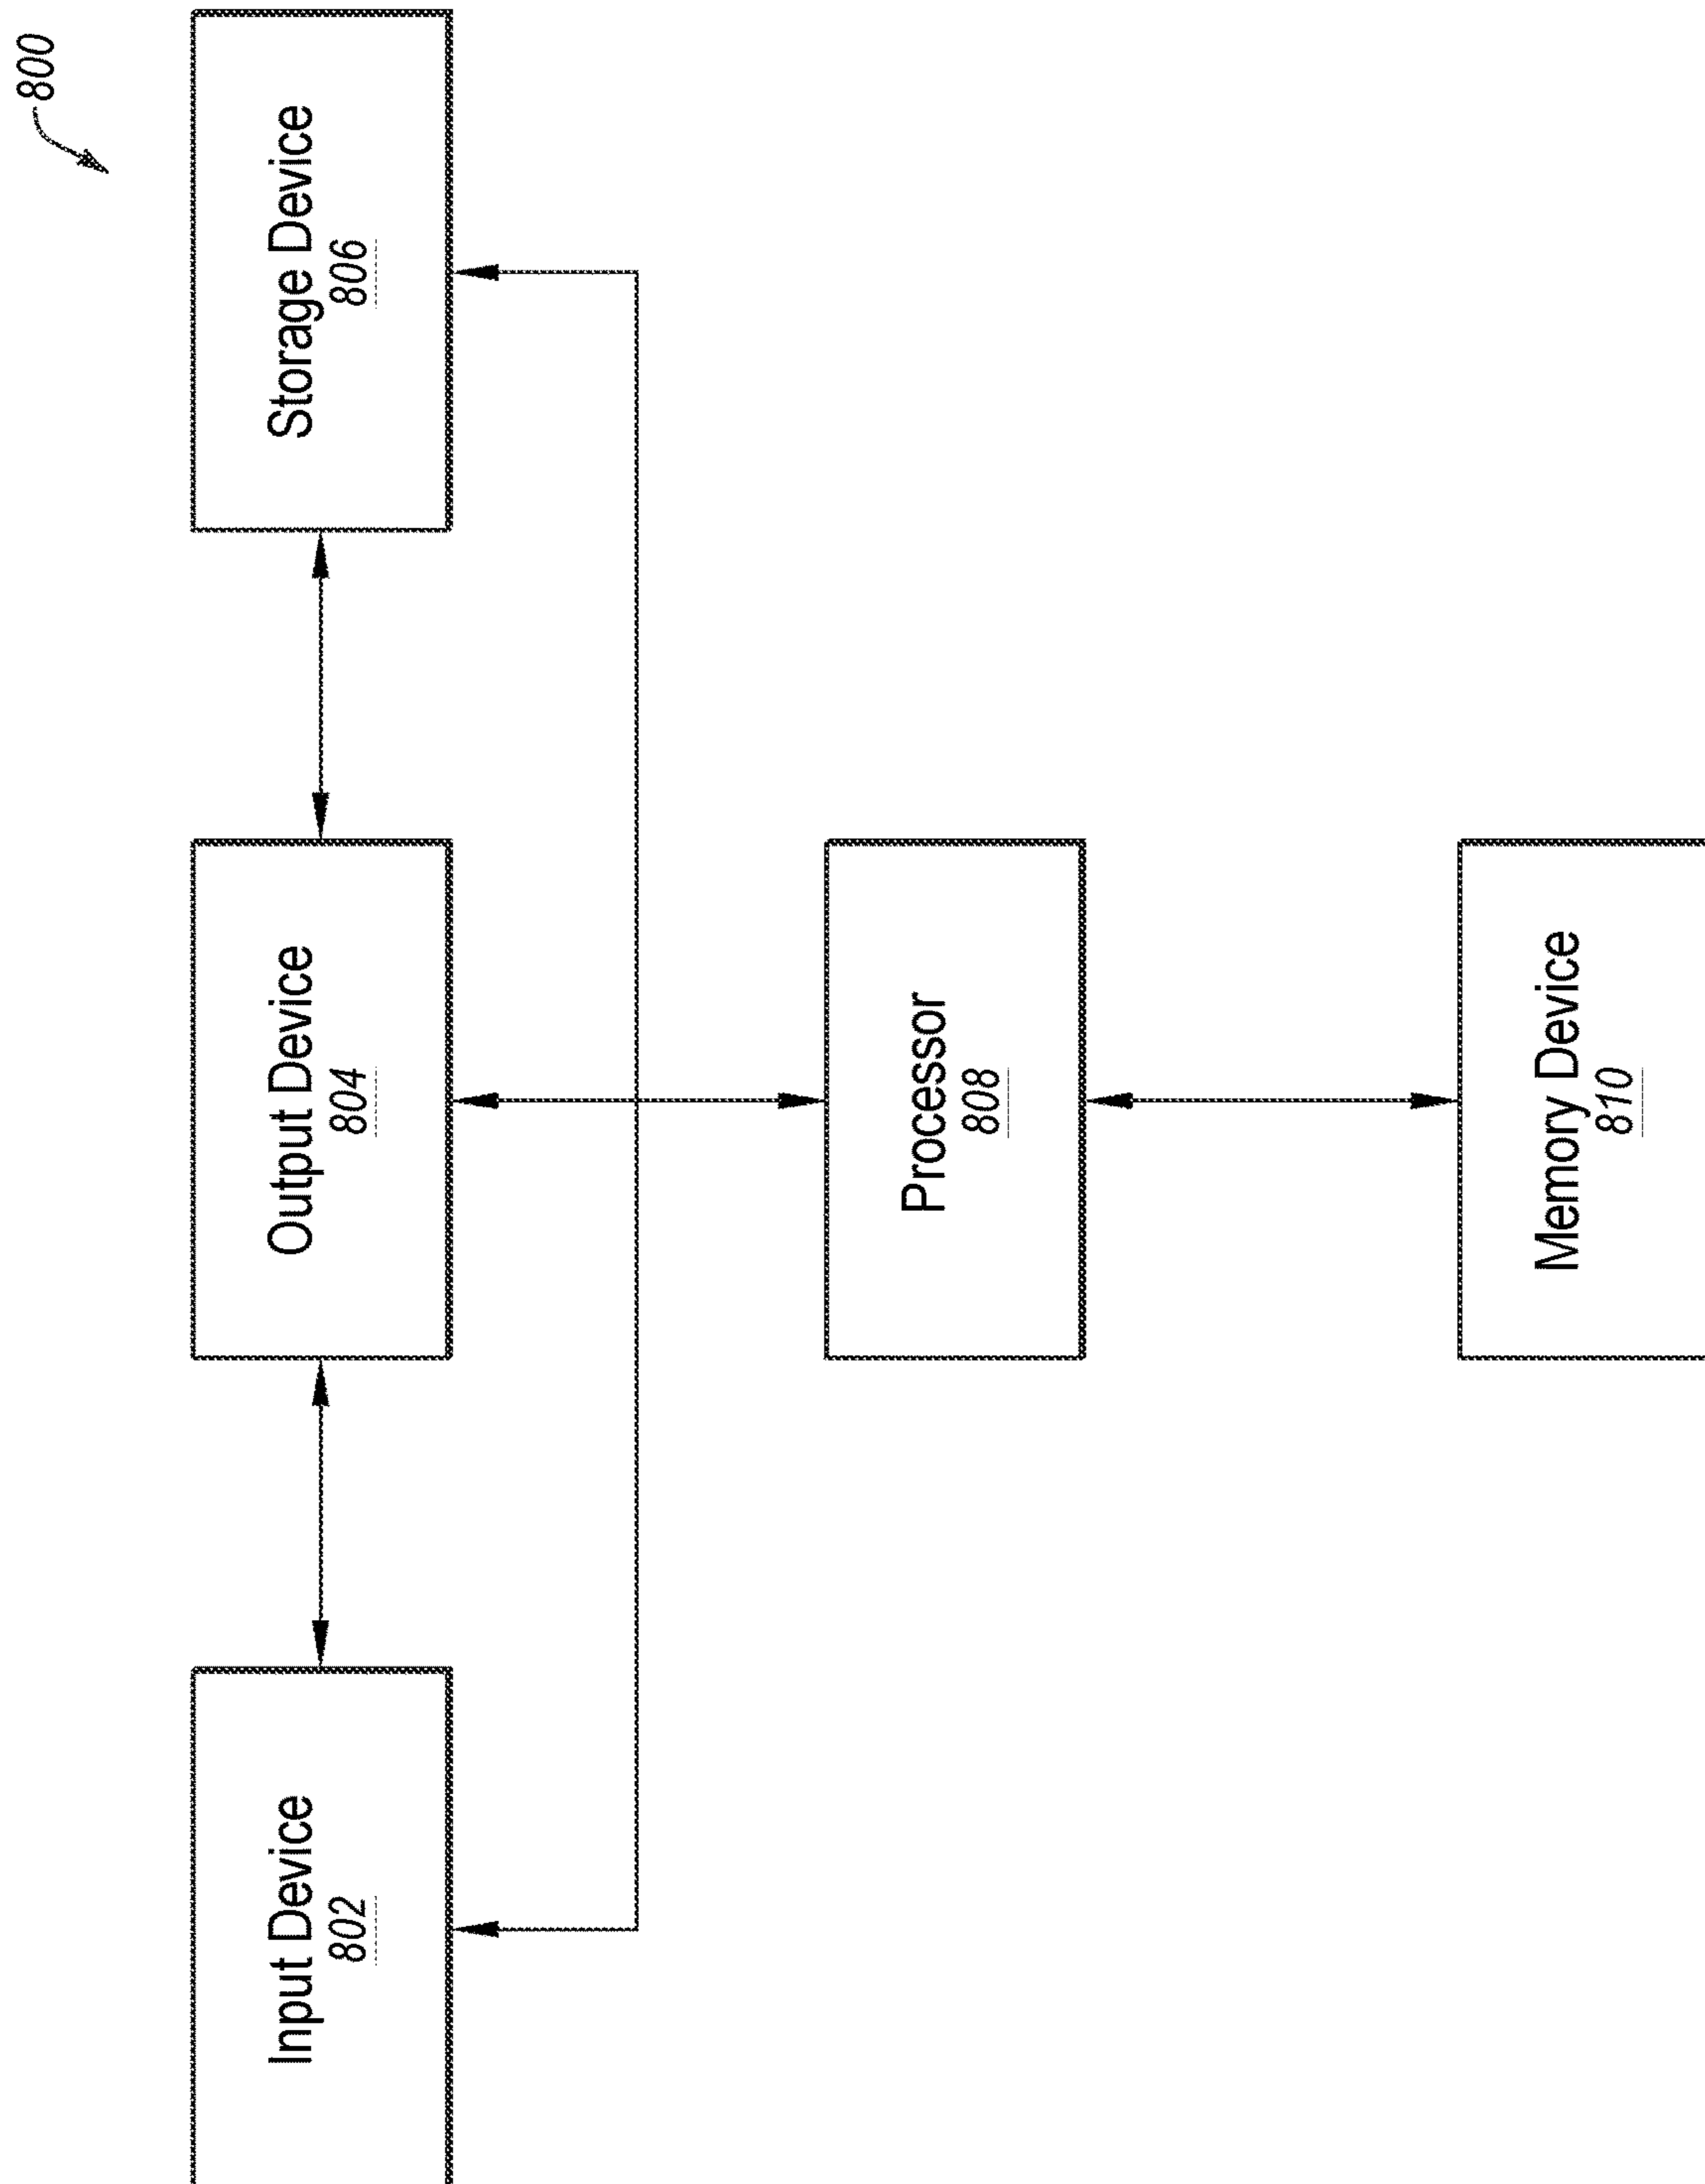 800
Input Device
802
Output Device
804
Storage Device
806
Processor
808
Memory Device
810